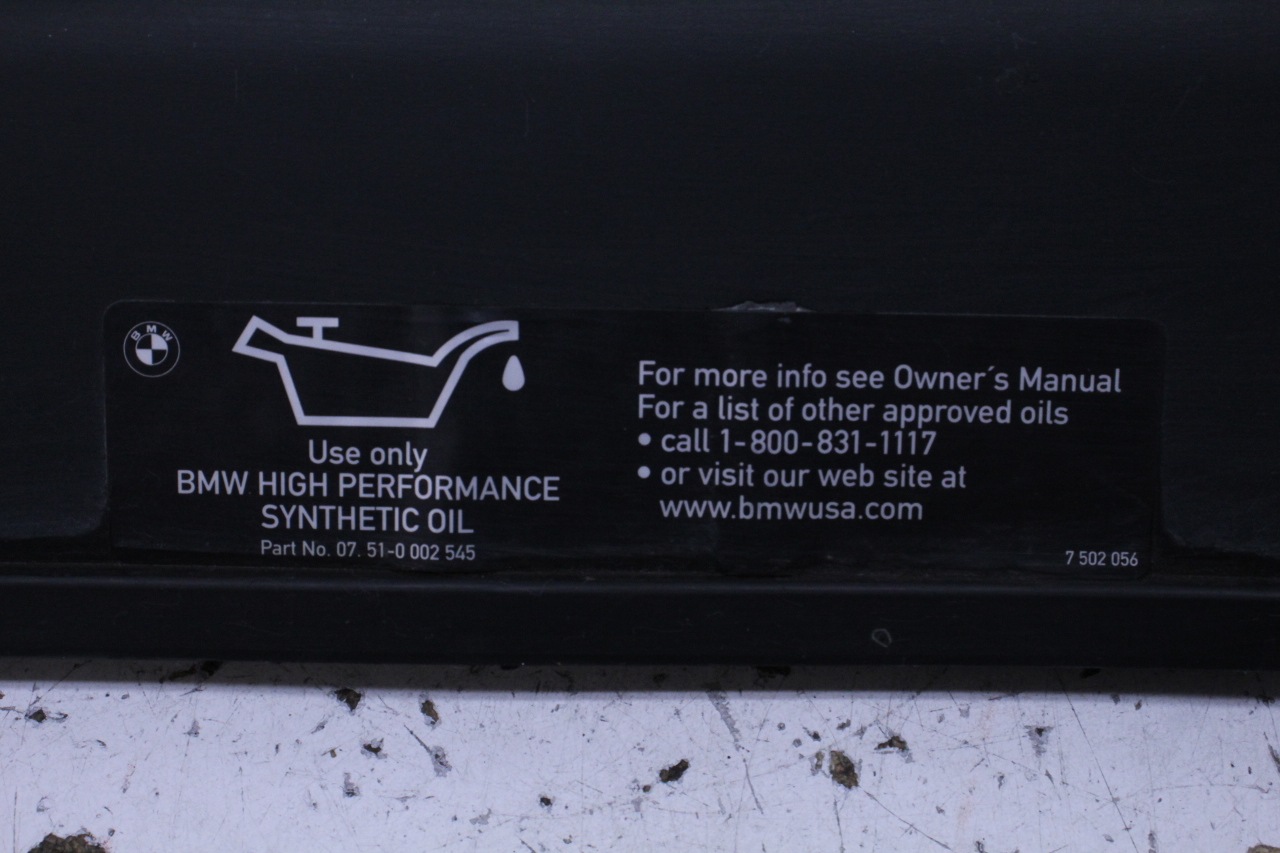 BMW
Use only
BMW HIGH PERFORMANCE
SYNTHETIC OIL
Part No. 07. 51-0 002 545
For more info see Owner´s Manual
For a list of other approved oils
• call 1-800-831-1117
• or visit our web site at
www.bmwusa.com
7 502 056